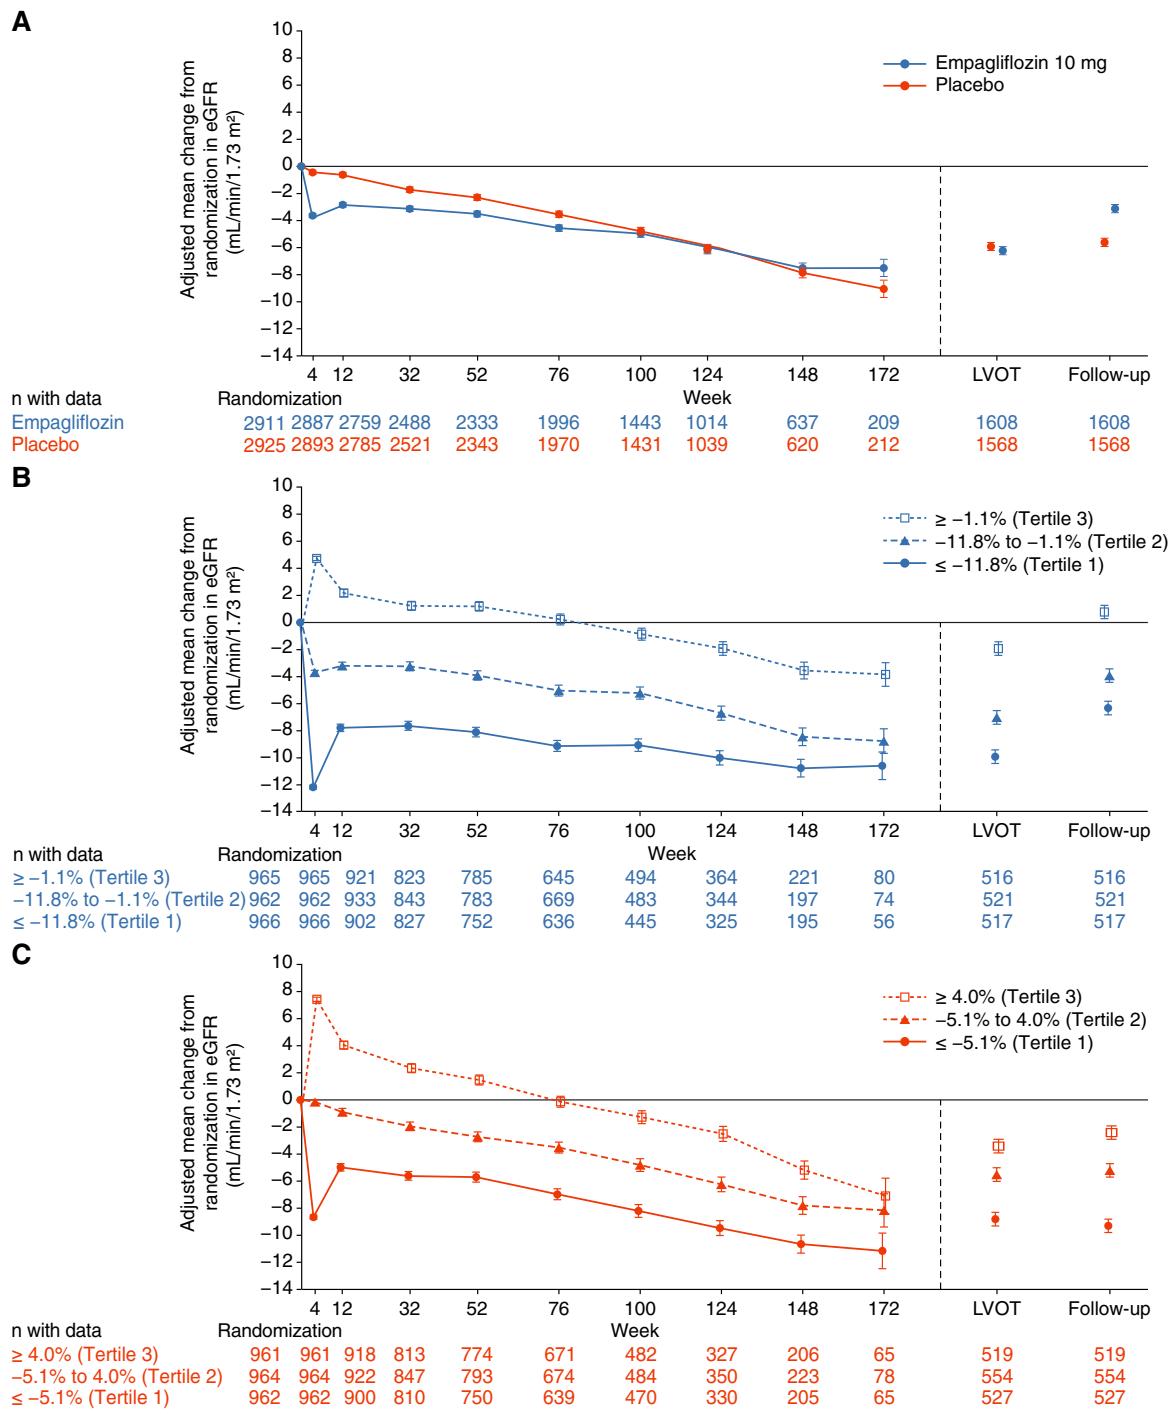 A
10
8
6
4
2
0
−2
−4
−6
−8
−10
−12
−14
Adjusted mean change from
randomization in eGFR
(mL/min/1.73 m²)
Empagliflozin 10 mg
Placebo
4 12 32 52 76 100 124 148 172 LVOT Follow-up
n with data Randomization Week
Empagliflozin 2911 2887 2759 2488 2333 1996 1443 1014 637 209 1608 1608
Placebo 2925 2893 2785 2521 2343 1970 1431 1039 620 212 1568 1568
B
10
8
6
4
2
0
−2
−4
−6
−8
−10
−12
−14
Adjusted mean change from
randomization in eGFR
(mL/min/1.73 m²)
≥ −1.1% (Tertile 3)
−11.8% to −1.1% (Tertile 2)
≤ −11.8% (Tertile 1)
4 12 32 52 76 100 124 148 172 LVOT Follow-up
n with data Randomization Week
≥ −1.1% (Tertile 3) 965 965 921 823 785 645 494 364 221 80 516 516
−11.8% to −1.1% (Tertile 2) 962 962 933 843 783 669 483 344 197 74 521 521
≤ −11.8% (Tertile 1) 966 966 902 827 752 636 445 325 195 56 517 517
C
10
8
6
4
2
0
−2
−4
−6
−8
−10
−12
−14
Adjusted mean change from
randomization in eGFR
(mL/min/1.73 m²)
≥ 4.0% (Tertile 3)
−5.1% to 4.0% (Tertile 2)
≤ −5.1% (Tertile 1)
4 12 32 52 76 100 124 148 172 LVOT Follow-up
n with data Randomization Week
≥ 4.0% (Tertile 3) 961 961 918 813 774 671 482 327 206 65 519 519
−5.1% to 4.0% (Tertile 2) 964 964 922 847 793 674 484 350 223 78 554 554
≤ −5.1% (Tertile 1) 962 962 900 810 750 639 470 330 205 65 527 527